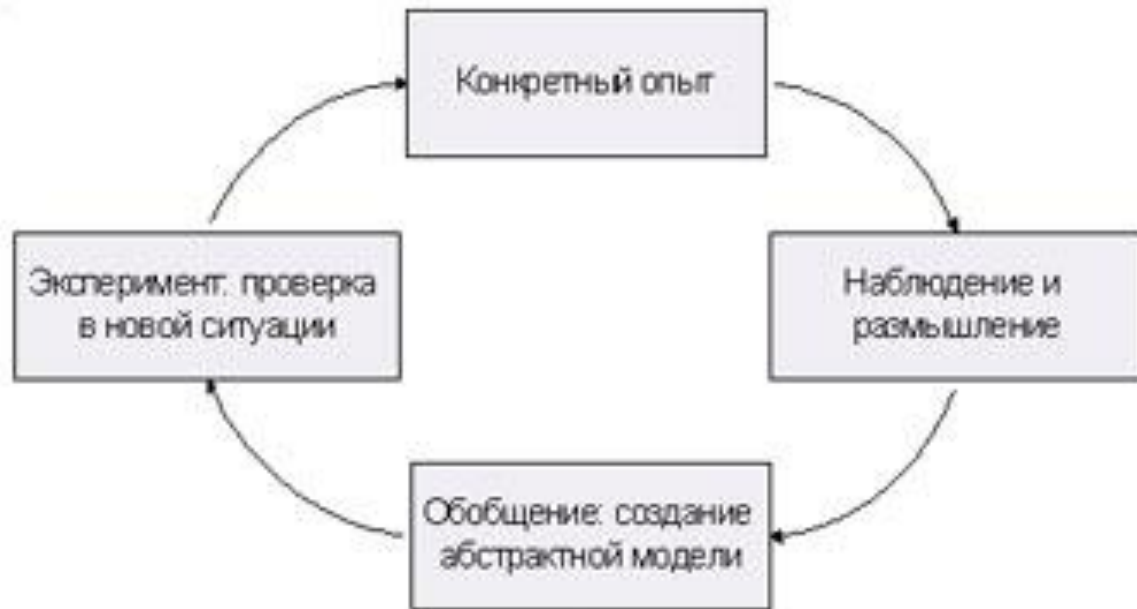 Конкретный опыт
Наблюдение и
размышление
Обобщение: создание
абстрактной модели
Эксперимент: проверка
в новой ситуации